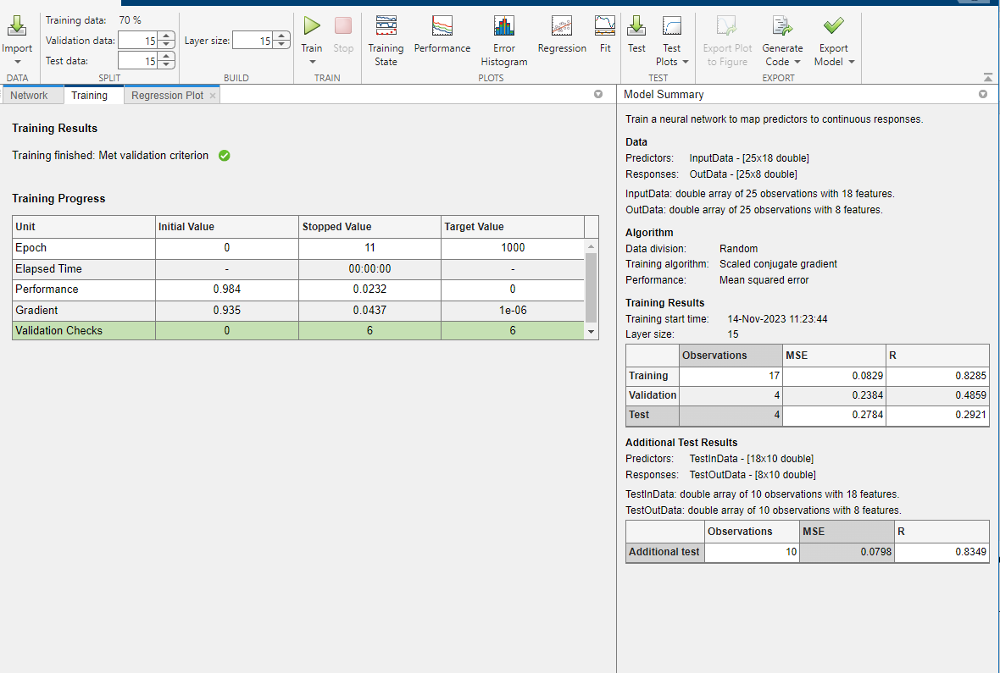 Training data: 70 %
Validation data: 15
Test data: 15
Layer size: 15
Import
Train
Stop
Training State
Performance
Error Histogram
Regression
Fit
Test
Test Plots
Export Plot to Figure
Generate Code
Export Model
DATA
SPLIT
BUILD
TRAIN
PLOTS
TEST
EXPORT
Network
Training
Regression Plot
Training Results
Training finished: Met validation criterion
Training Progress
Unit Initial Value Stopped Value Target Value
Epoch 0 11 1000
Elapsed Time - 00:00:00 -
Performance 0.984 0.0232 0
Gradient 0.935 0.0437 1e-06
Validation Checks 0 6 6
Model Summary
Train a neural network to map predictors to continuous responses.
Data
Predictors: InputData - [25x18 double]
Responses: OutData - [25x8 double]
InputData: double array of 25 observations with 18 features.
OutData: double array of 25 observations with 8 features.
Algorithm
Data division: Random
Training algorithm: Scaled conjugate gradient
Performance: Mean squared error
Training Results
Training start time: 14-Nov-2023 11:23:44
Layer size: 15
Observations MSE R
Training 17 0.0829 0.8285
Validation 4 0.2384 0.4859
Test 4 0.2784 0.2921
Additional Test Results
Predictors: TestInData - [18x10 double]
Responses: TestOutData - [8x10 double]
TestInData: double array of 10 observations with 18 features.
TestOutData: double array of 10 observations with 8 features.
Observations MSE R
Additional test 10 0.0798 0.8349